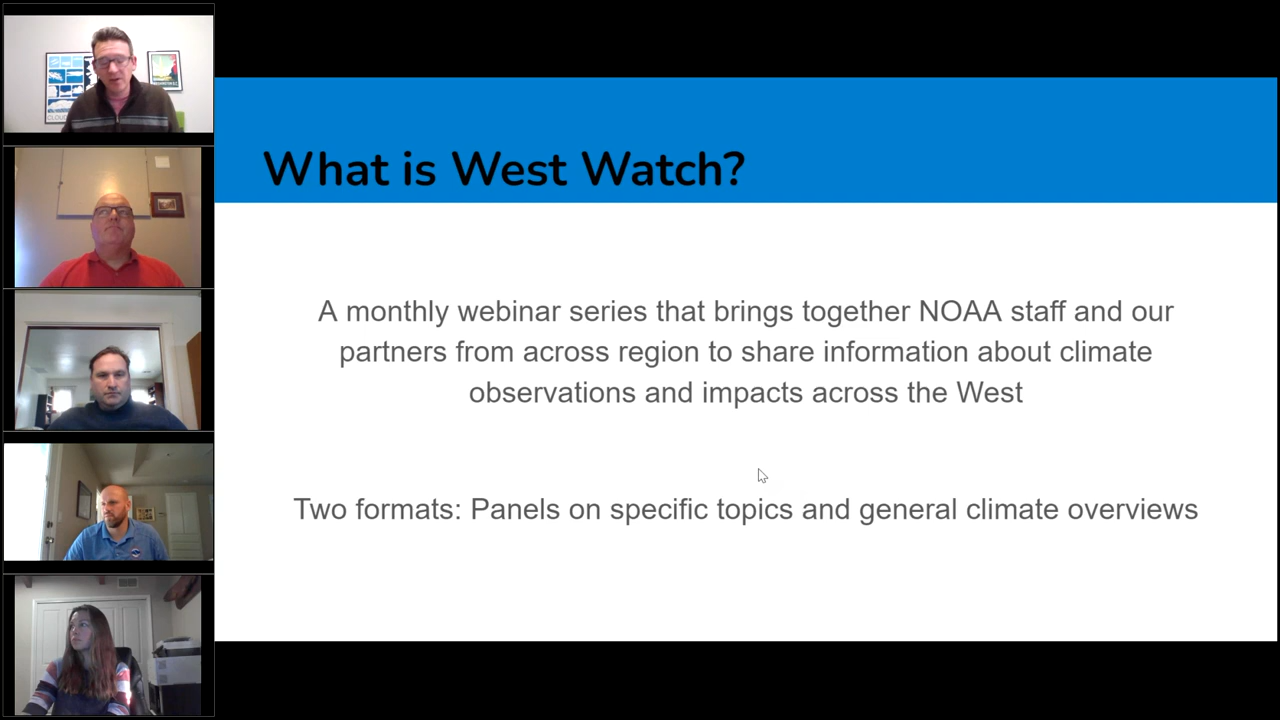 What is West Watch?
A monthly webinar series that brings together NOAA staff and our
partners from across region to share information about climate
observations and impacts across the West
Two formats: Panels on specific topics and general climate overviews